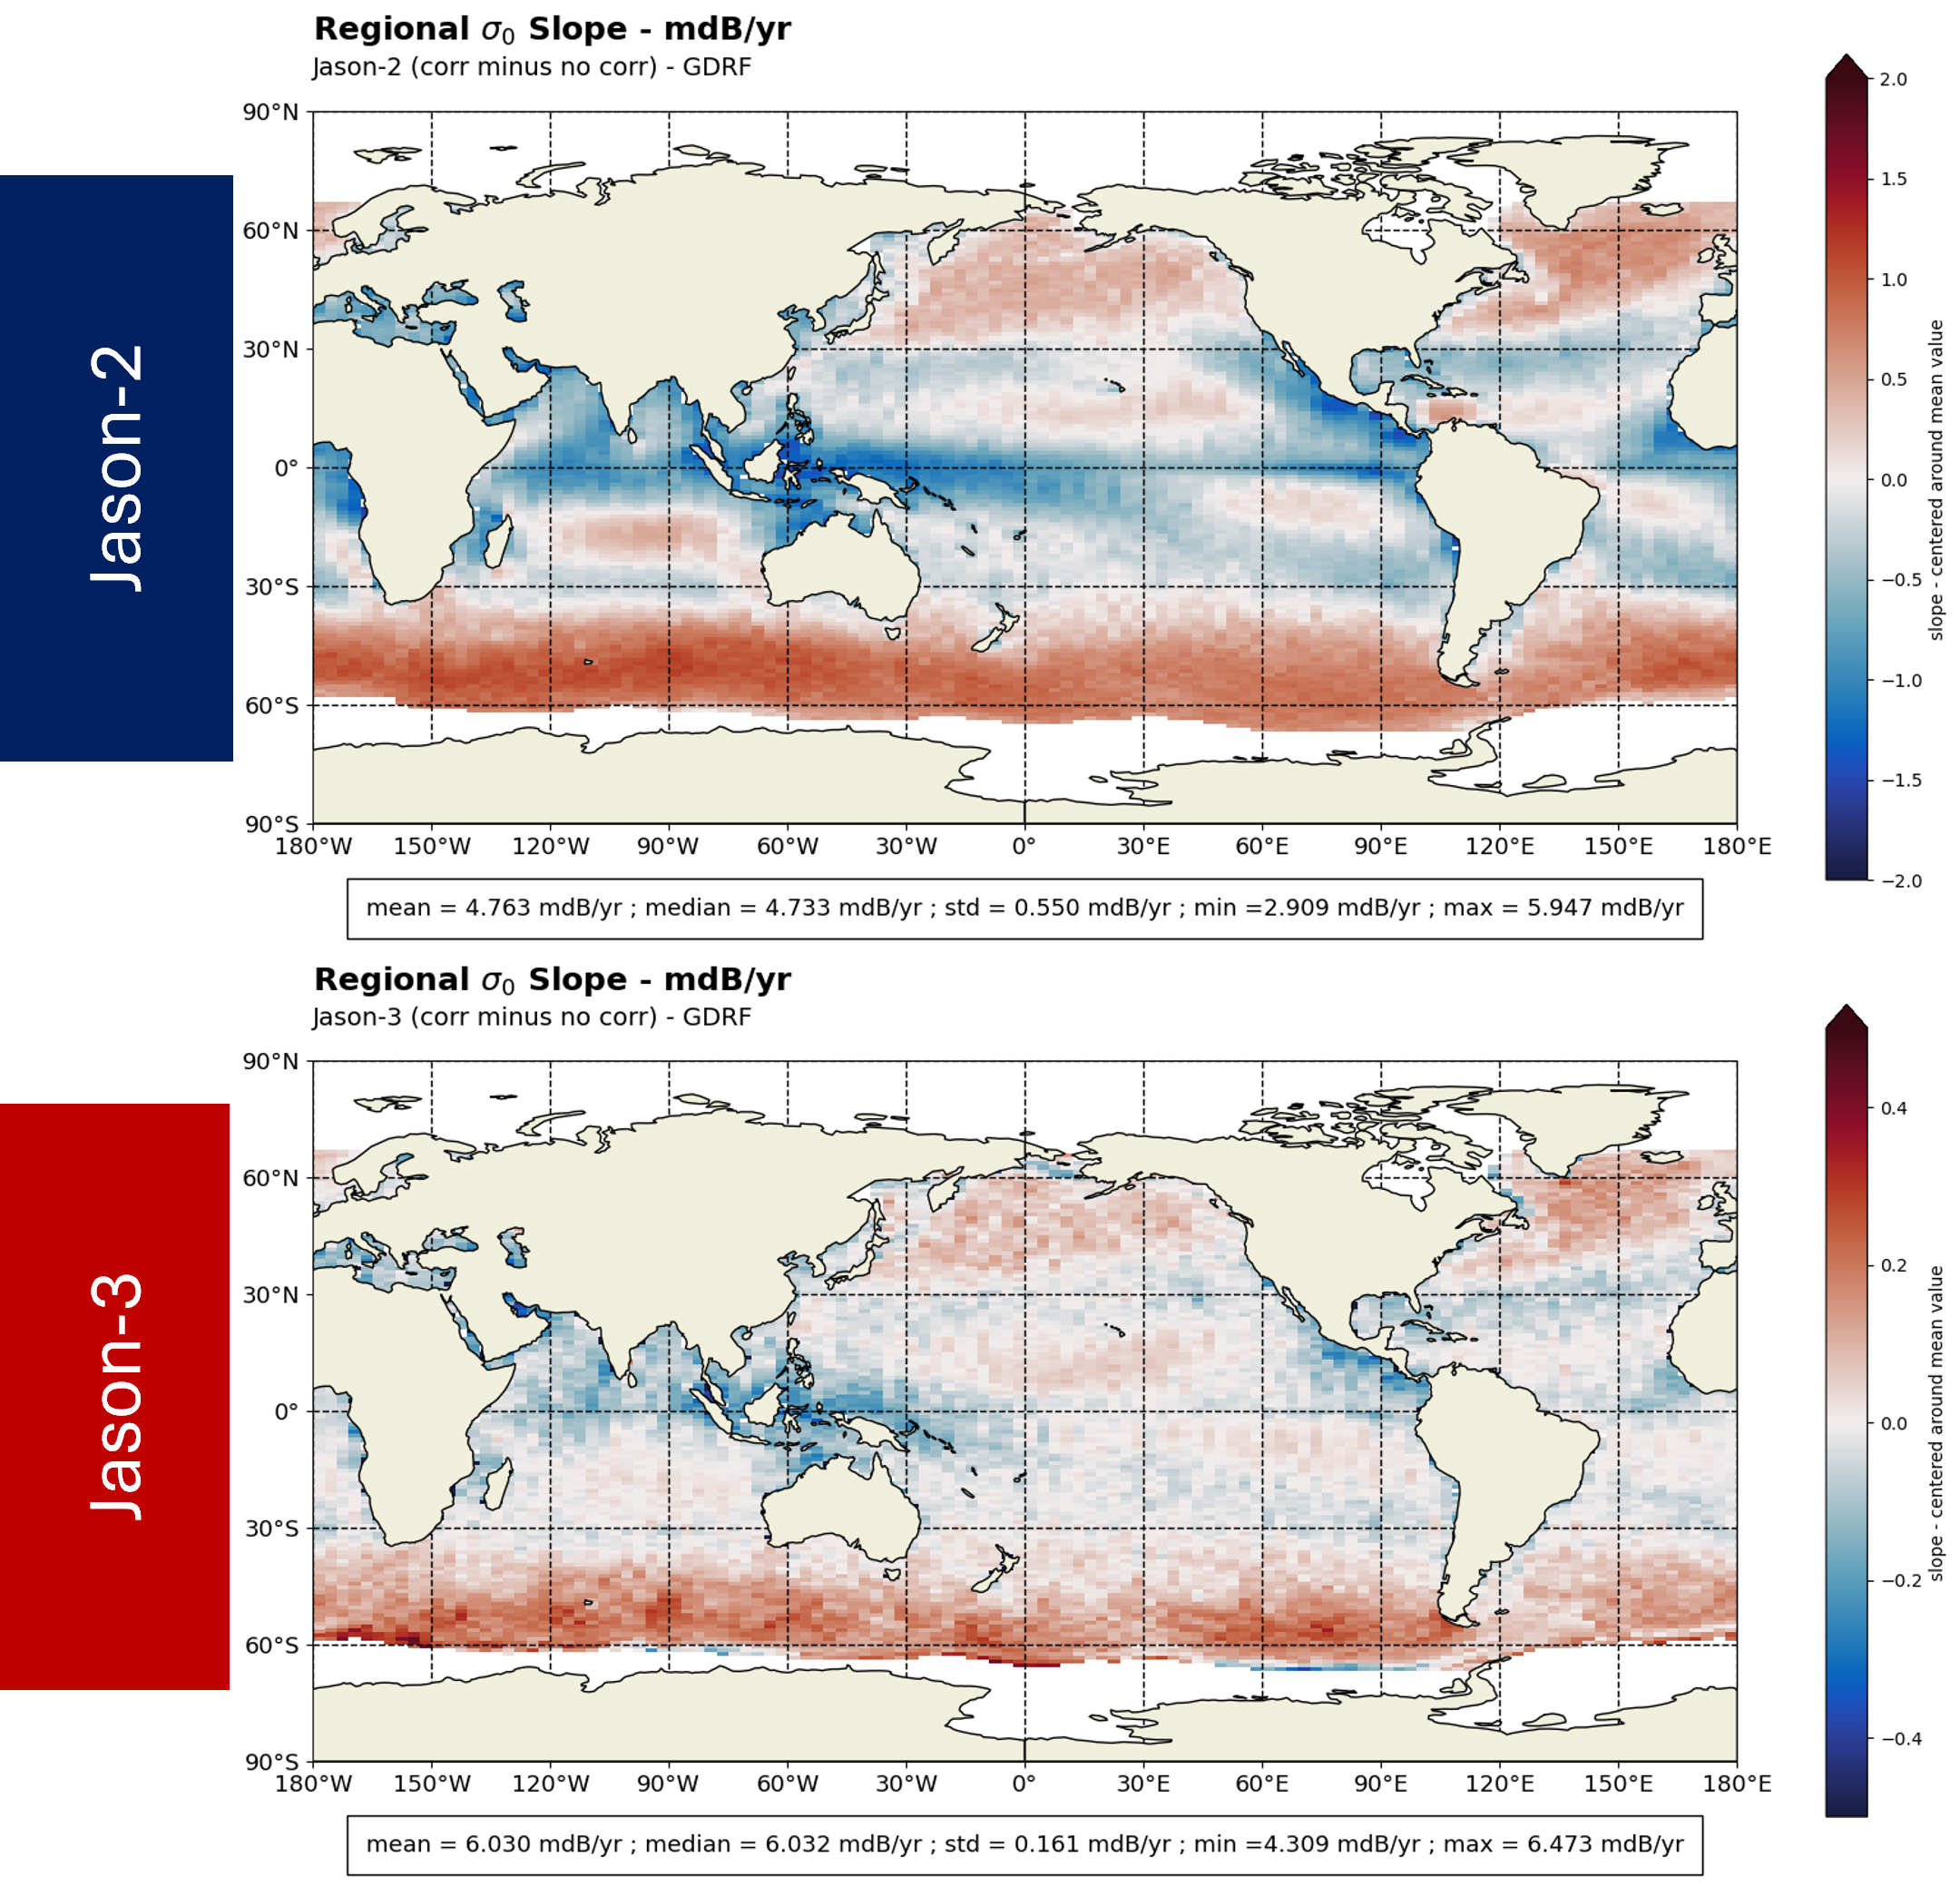 Regional σ₀ Slope - mdB/yr
Jason-2 (corr minus no corr) - GDRF
Jason-2
90°N
60°N
30°N
0°
30°S
60°S
90°S
180°W 150°W 120°W 90°W 60°W 30°W 0° 30°E 60°E 90°E 120°E 150°E 180°E
2.0
1.5
1.0
0.5
0.0
−0.5
−1.0
−1.5
−2.0
slope - centered around mean value
mean = 4.763 mdB/yr ; median = 4.733 mdB/yr ; std = 0.550 mdB/yr ; min =2.909 mdB/yr ; max = 5.947 mdB/yr
Regional σ₀ Slope - mdB/yr
Jason-3 (corr minus no corr) - GDRF
Jason-3
90°N
60°N
30°N
0°
30°S
60°S
90°S
180°W 150°W 120°W 90°W 60°W 30°W 0° 30°E 60°E 90°E 120°E 150°E 180°E
0.4
0.2
0.0
−0.2
−0.4
slope - centered around mean value
mean = 6.030 mdB/yr ; median = 6.032 mdB/yr ; std = 0.161 mdB/yr ; min =4.309 mdB/yr ; max = 6.473 mdB/yr